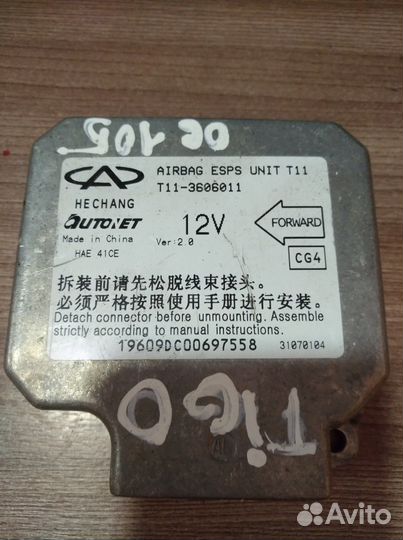 ос 105
AIRBAG ESPS UNIT T11
T11-3606011
HECHANG
AUTONET
12V
FORWARD
Made in China
Ver:2.0
HAE 41CE
CG4
拆装前请先松脱线束接头。
必须严格按照使用手册进行安装。
Detach connector before unmounting. Assemble
strictly according to manual instructions.
19609DC00697558
31070104
TIGO
Avito